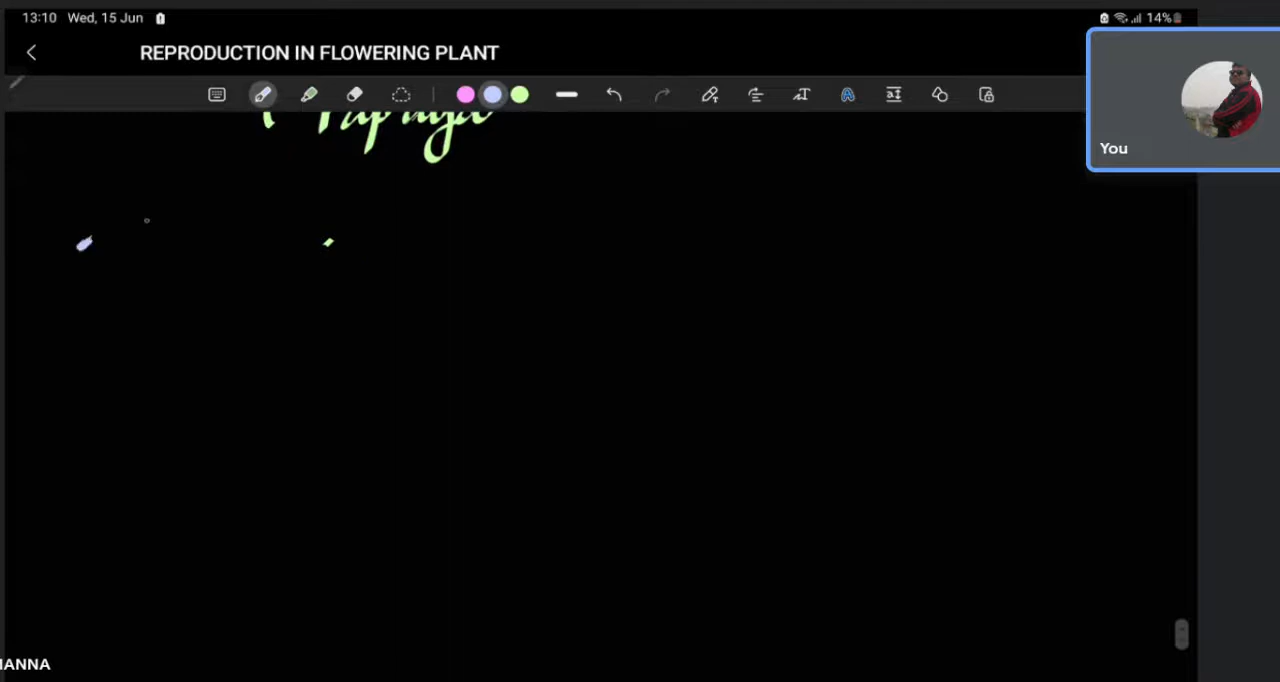 13:10 Wed, 15 Jun 14%
REPRODUCTION IN FLOWERING PLANT
You
IANNA